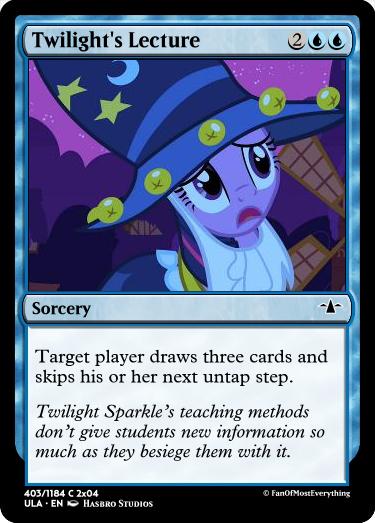 Twilight's Lecture 2
Sorcery
Target player draws three cards and
skips his or her next untap step.
Twilight Sparkle's teaching methods
don't give students new information so
much as they besiege them with it.
403/1184 C 2x04
ULA • EN Hasbro Studios
© FanOfMostEverything